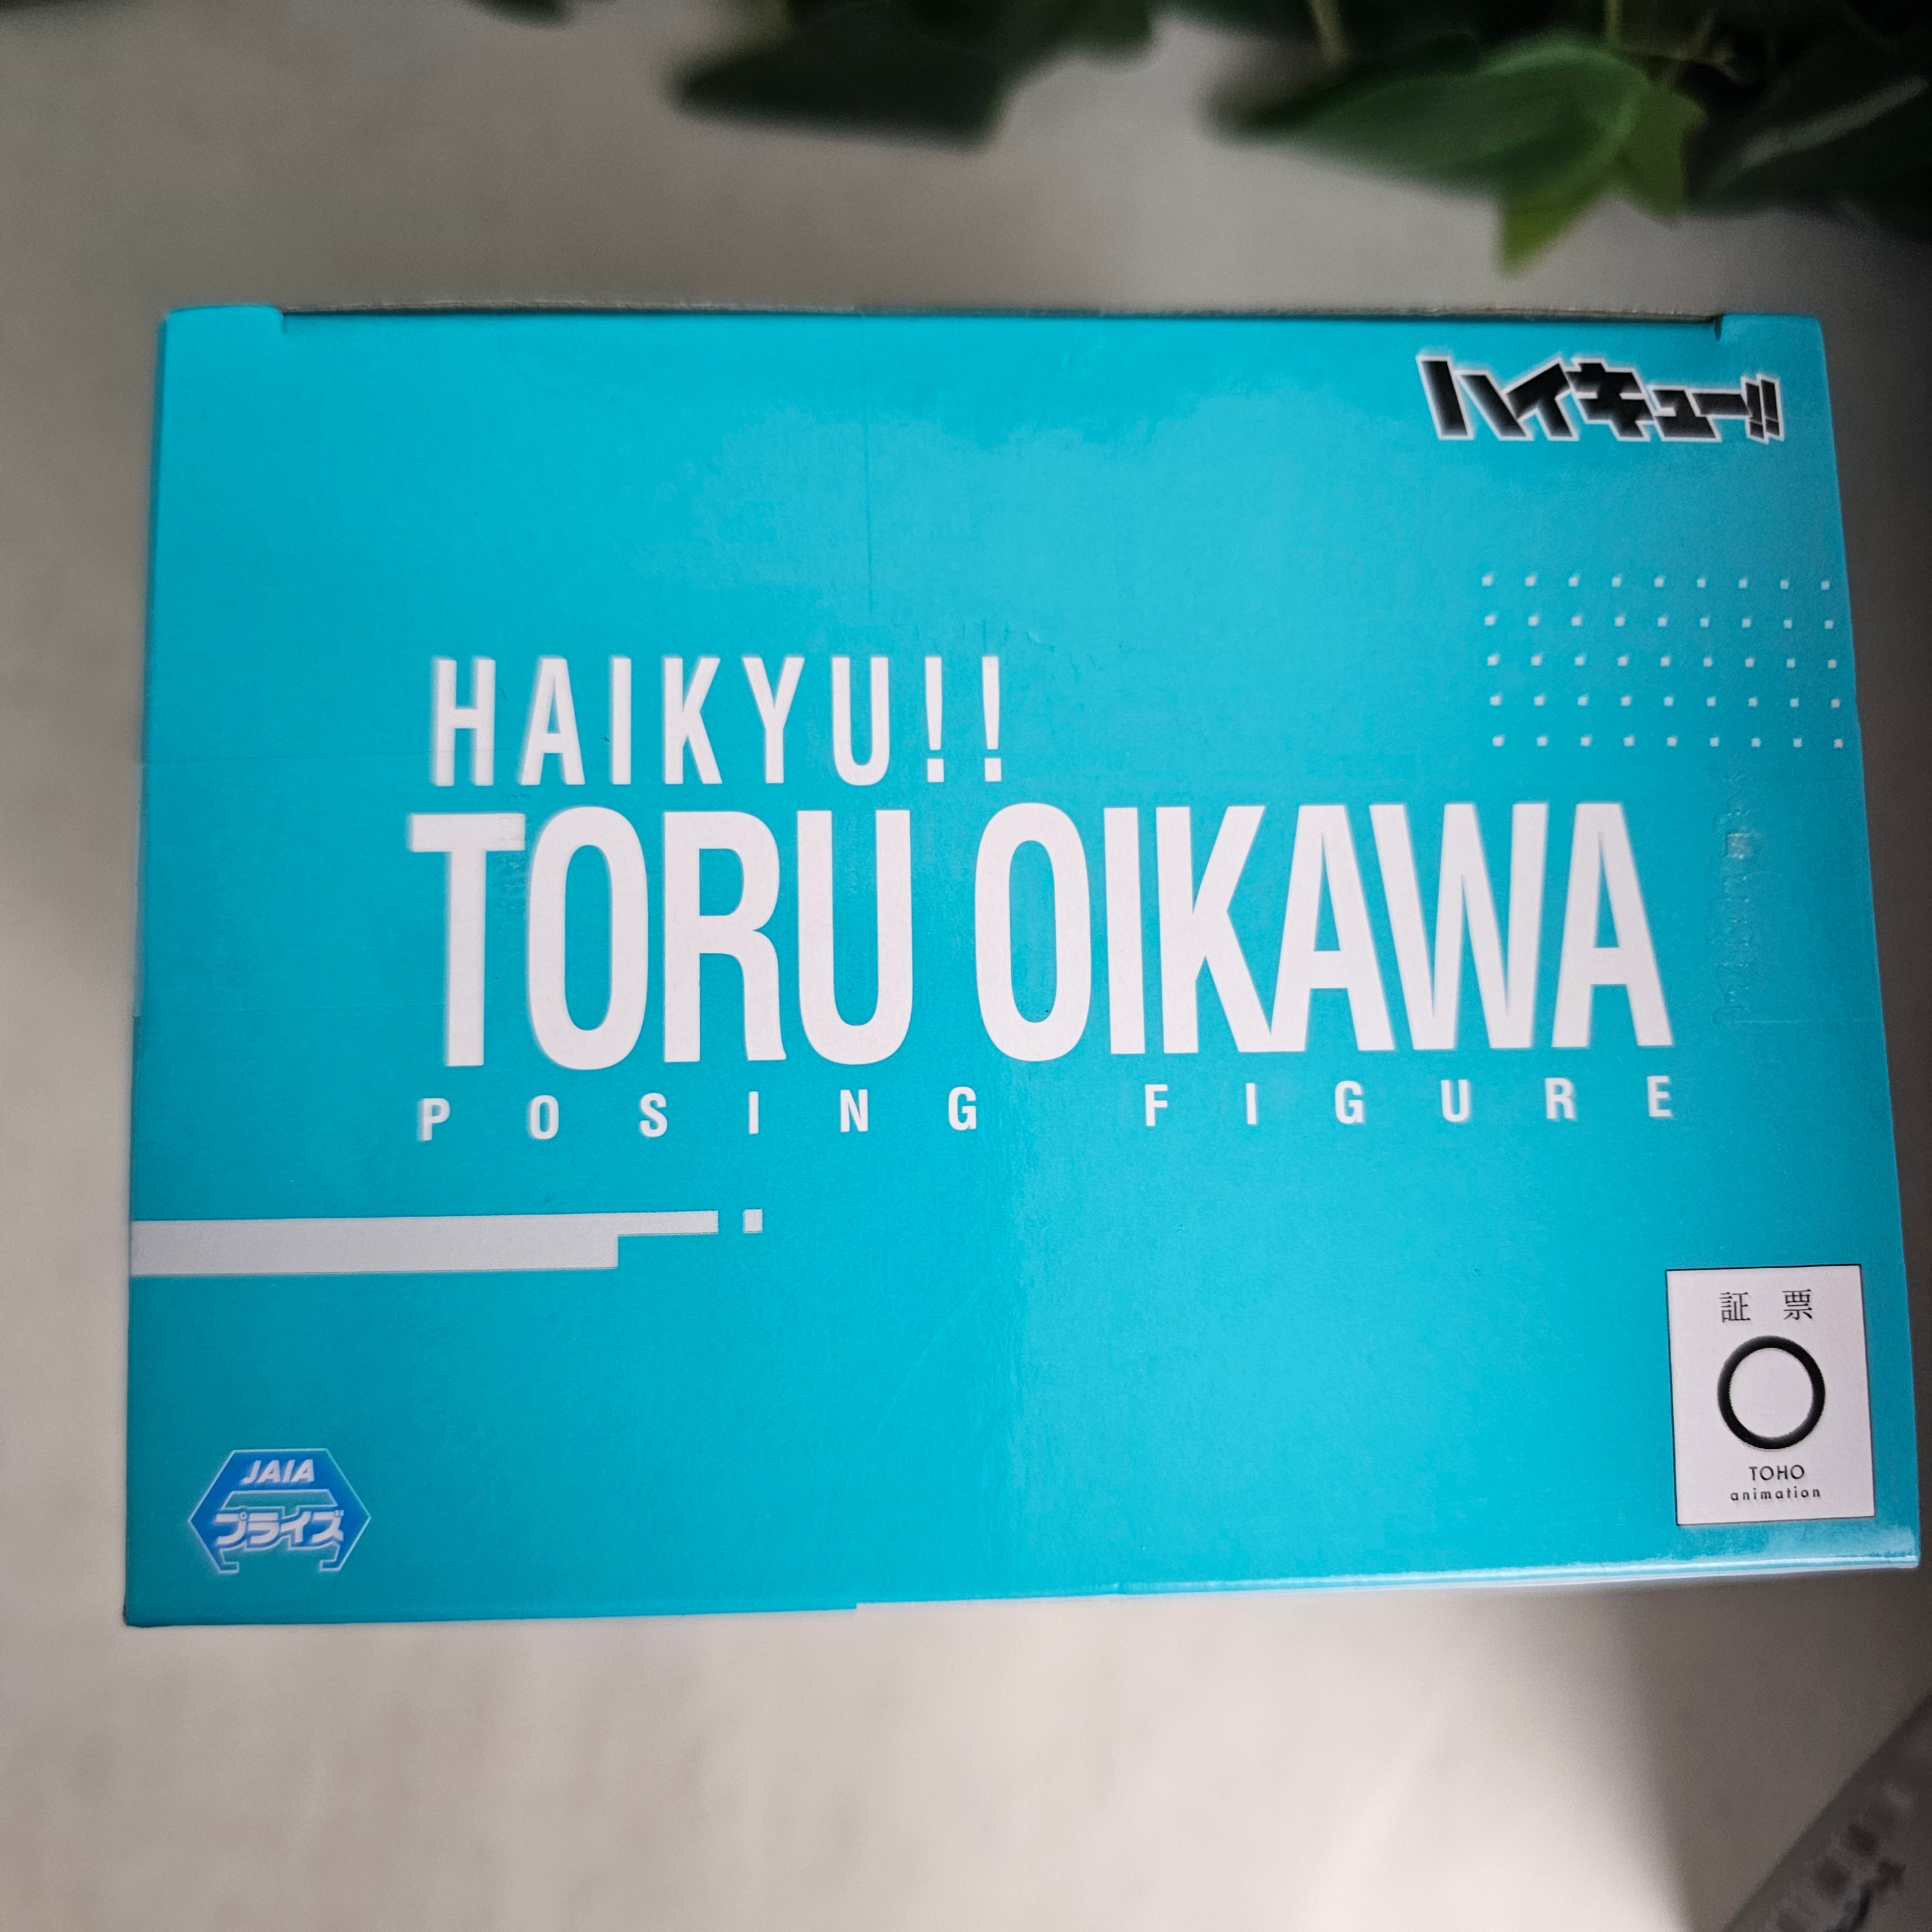 ハイキュー!!
HAIKYU!!
TORU OIKAWA
POSING FIGURE
証票
TOHO
animation
JAIA
プライズ